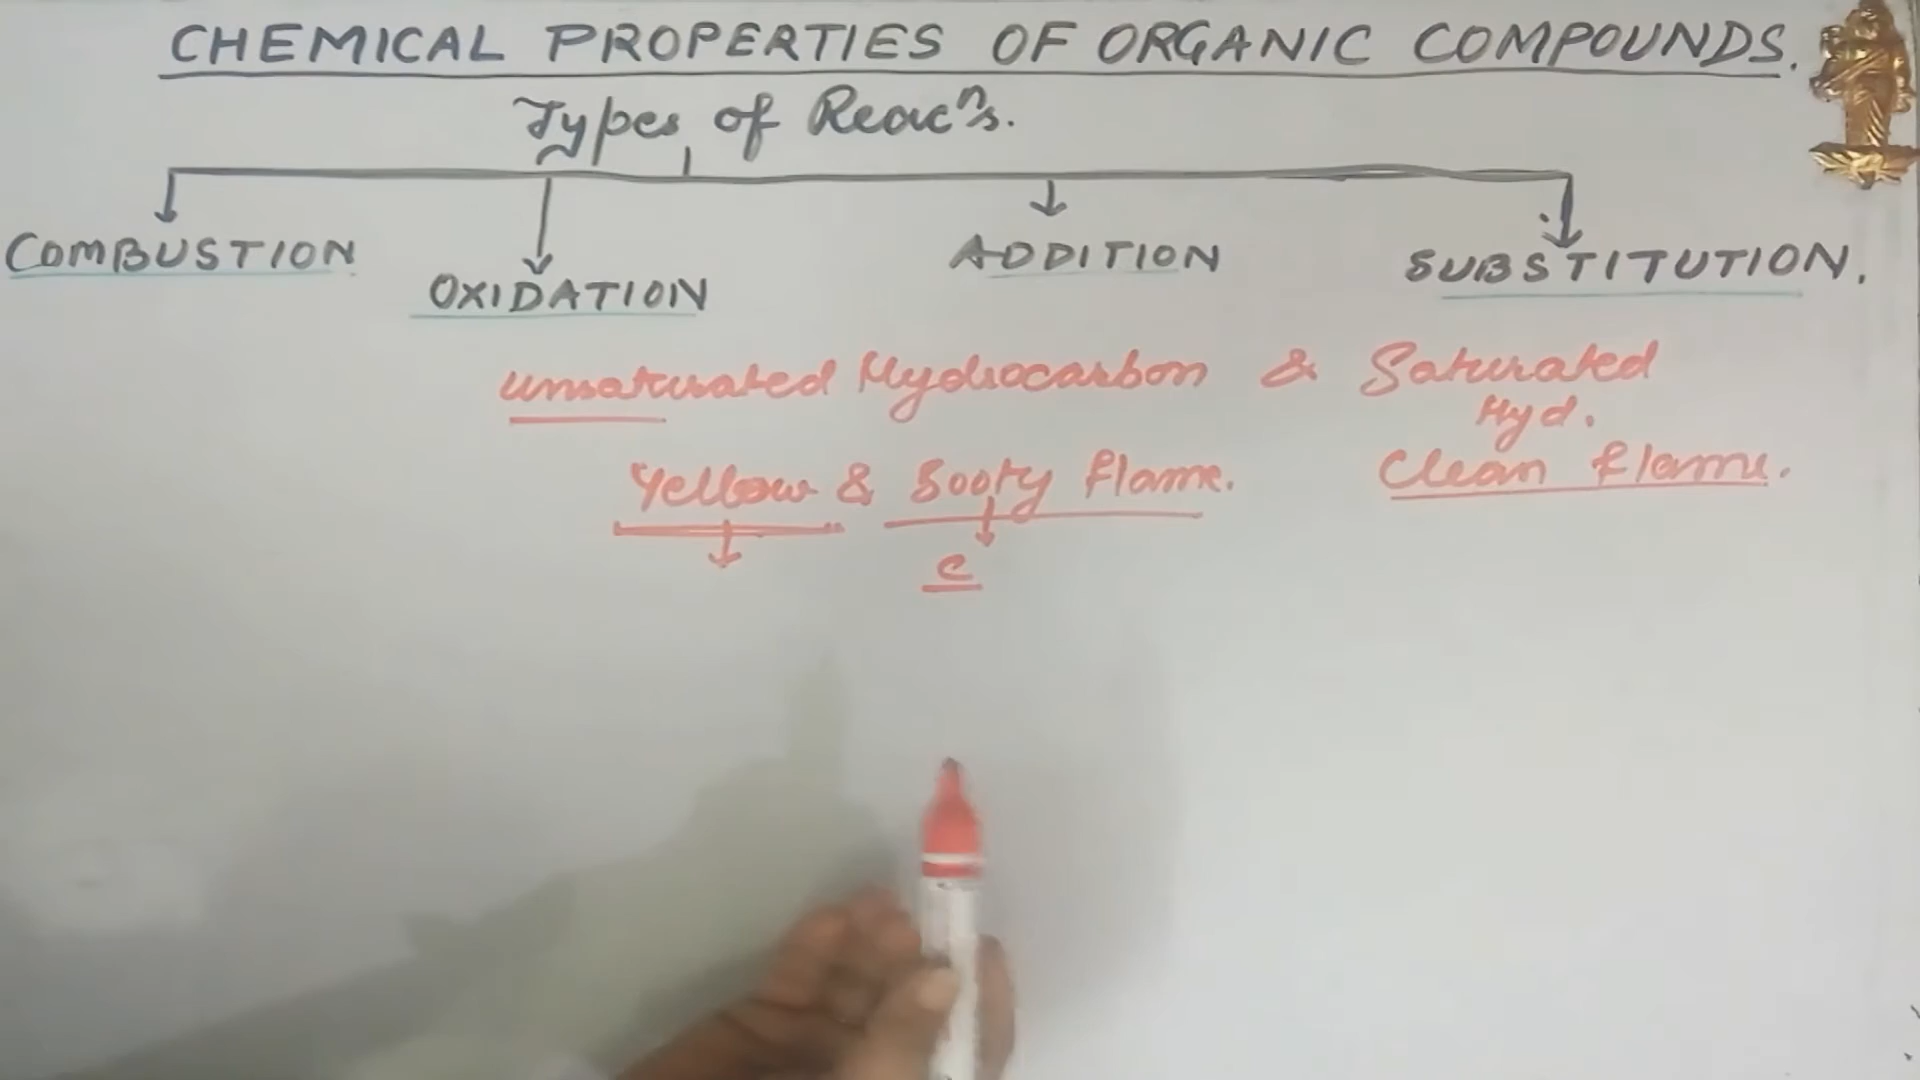 CHEMICAL PROPERTIES OF ORGANIC COMPOUNDS.
Types of Reacⁿs.
COMBUSTION
OXIDATION
ADDITION
SUBSTITUTION.
Unsaturated Hydrocarbon & Saturated
Hyd.
Yellow & Sooty flame.
Clean flame.
C